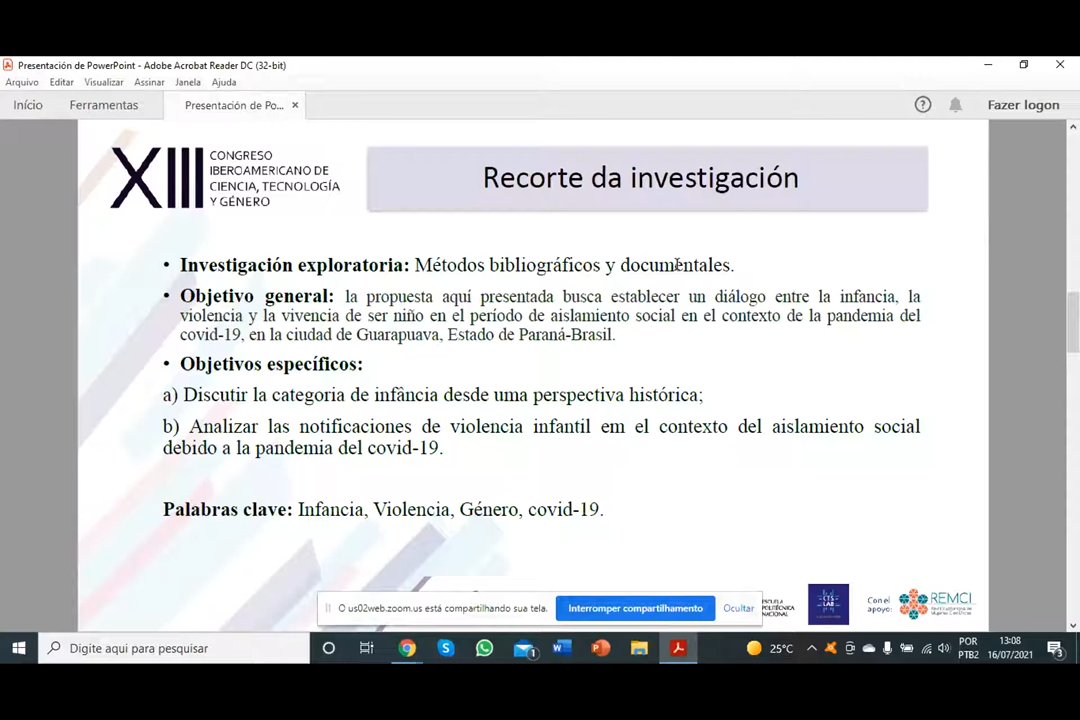 Presentación de PowerPoint - Adobe Acrobat Reader DC (32-bit)
Arquivo Editar Visualizar Assinar Janela Ajuda
Início Ferramentas Presentación de Po... × Fazer logon
XIII CONGRESO
IBEROAMERICANO DE
CIENCIA, TECNOLOGÍA
Y GÉNERO
Recorte da investigación
• Investigación exploratoria: Métodos bibliográficos y documentales.
• Objetivo general: la propuesta aquí presentada busca establecer un diálogo entre la infancia, la
violencia y la vivencia de ser niño en el período de aislamiento social en el contexto de la pandemia del
covid-19, en la ciudad de Guarapuava, Estado de Paraná-Brasil.
• Objetivos específicos:
a) Discutir la categoria de infância desde uma perspectiva histórica;
b) Analizar las notificaciones de violencia infantil em el contexto del aislamiento social
debido a la pandemia del covid-19.
Palabras clave: Infancia, Violencia, Género, covid-19.
O us02web.zoom.us está compartilhando sua tela. Interromper compartilhamento Ocultar
ESCUELA
POLITÉCNICA
NACIONAL
CTS
LAB
Con el
apoyo:
REMCI
Digite aqui para pesquisar
25°C
POR
PTB2
13:08
16/07/2021